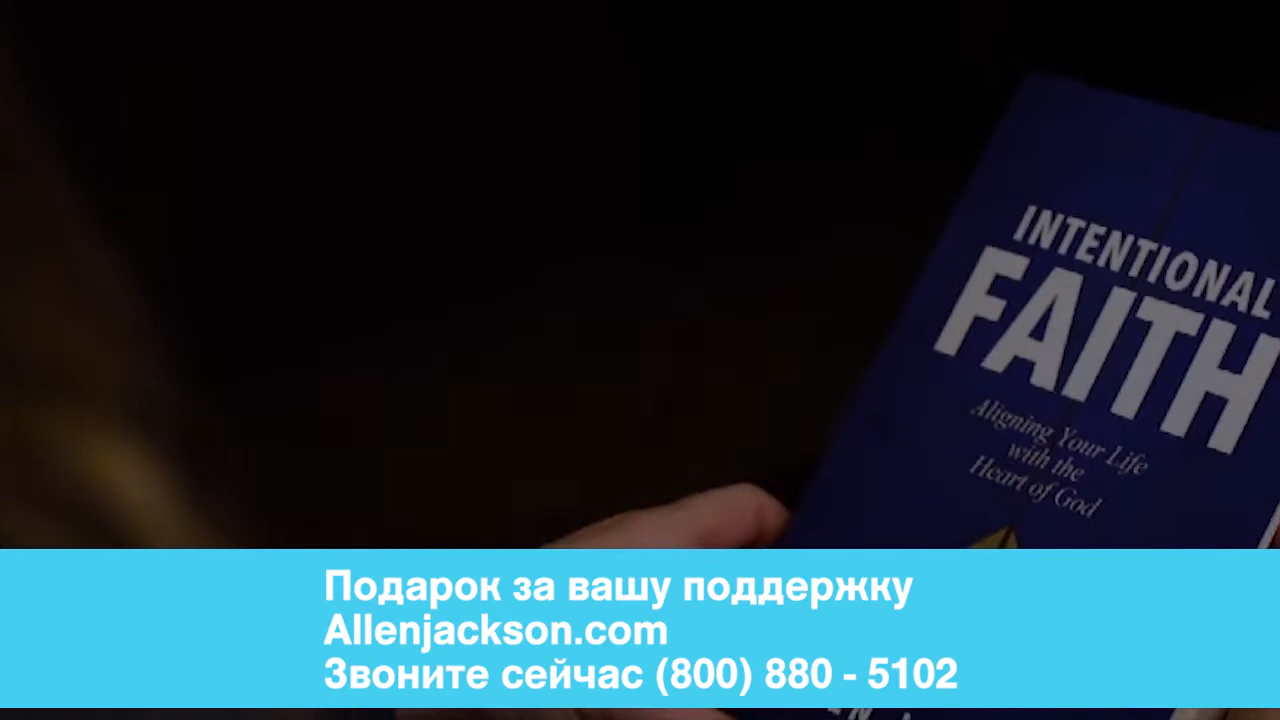 INTENTIONAL
FAITH
Aligning Your Life
with the
Heart of God
Подарок за вашу поддержку
Allenjackson.com
Звоните сейчас (800) 880 - 5102